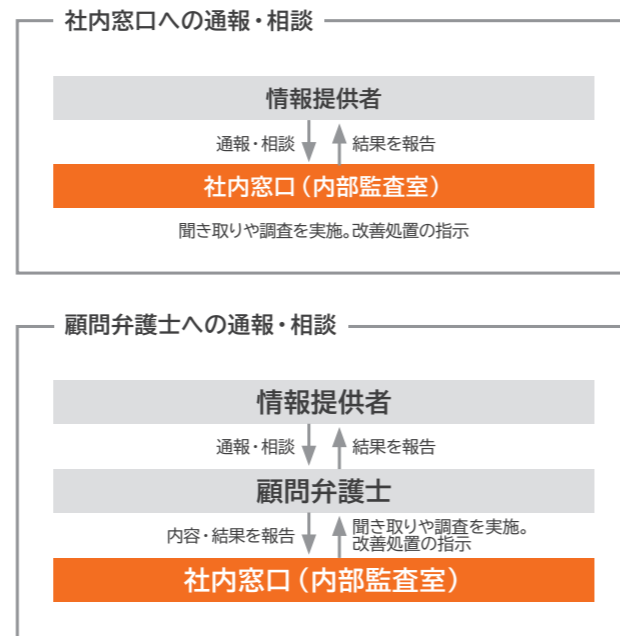 社内窓口への通報・相談
情報提供者
通報・相談
結果を報告
社内窓口（内部監査室）
聞き取りや調査を実施。改善処置の指示
顧問弁護士への通報・相談
情報提供者
通報・相談
結果を報告
顧問弁護士
内容・結果を報告
聞き取りや調査を実施。
改善処置の指示
社内窓口（内部監査室）